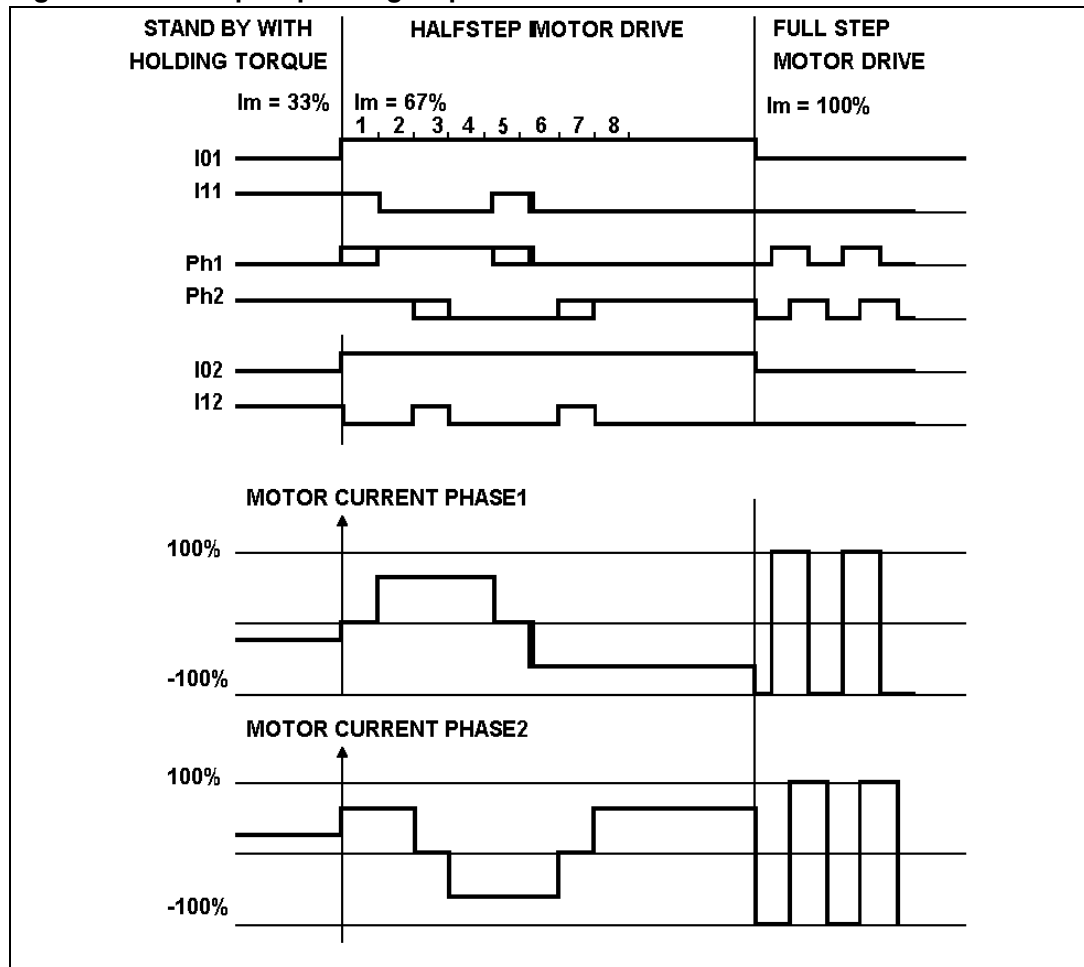 STAND BY WITH
HOLDING TORQUE
HALFSTEP MOTOR DRIVE
FULL STEP
MOTOR DRIVE
Im = 33%
Im = 67%
Im = 100%
1 2 3 4 5 6 7 8
I01
I11
Ph1
Ph2
I02
I12
MOTOR CURRENT PHASE1
100%
-100%
MOTOR CURRENT PHASE2
100%
-100%